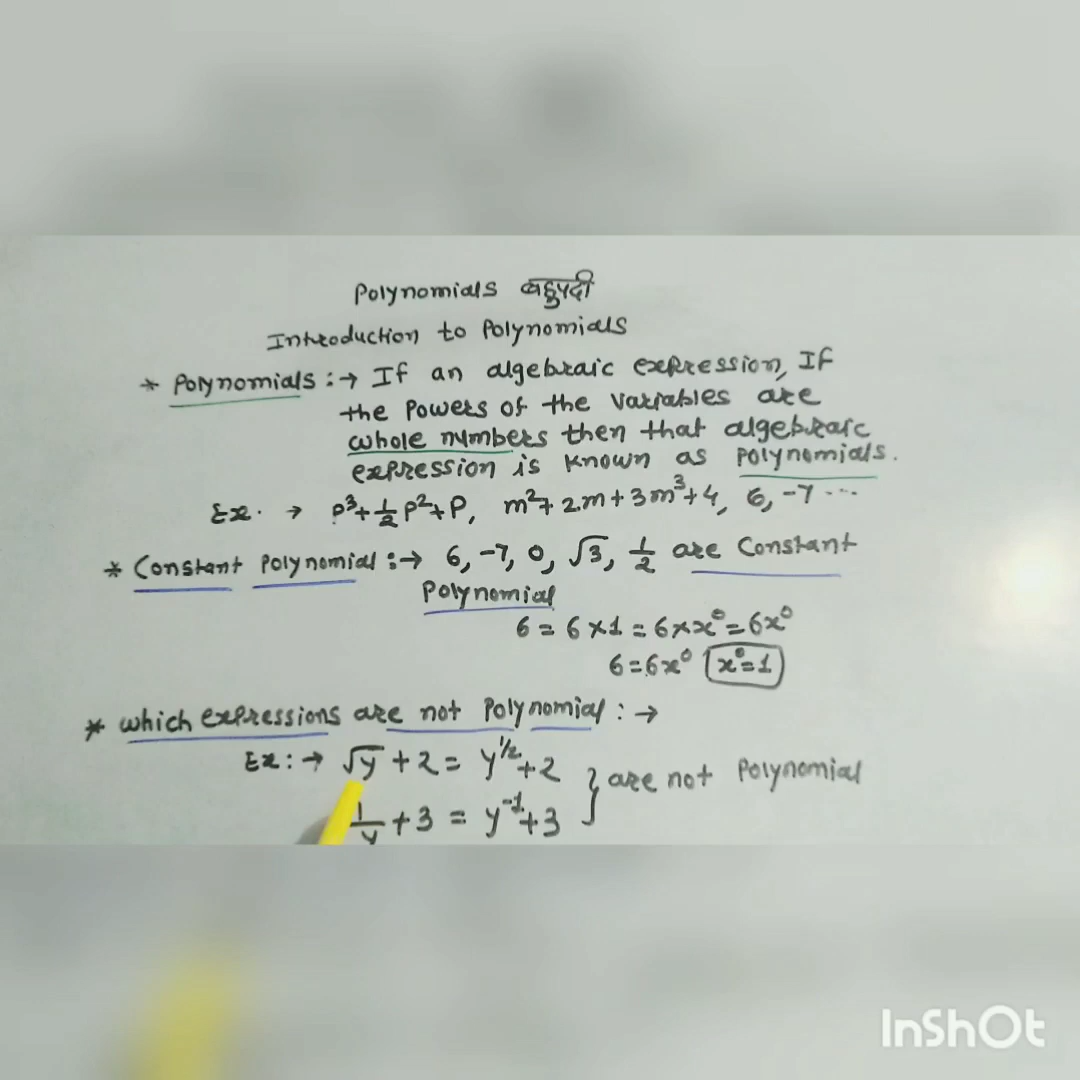 Polynomials बहुपदी
Introduction to Polynomials
* Polynomials :→ If an algebraic expression, If
the powers of the variables are
whole numbers then that algebraic
expression is known as polynomials.
Ex. → P³+½P²+P, m²+2m+3m³+4, 6, -7 ...
* Constant Polynomial :→ 6, -7, 0, √3, ½ are Constant
Polynomial
6 = 6×1 = 6×x⁰ = 6x⁰
6 = 6x⁰ x⁰=1
* which expressions are not Polynomial : →
Ex : → √y + 2 = y^1/2 + 2
1/y + 3 = y⁻¹ + 3 } are not Polynomial
InShOt